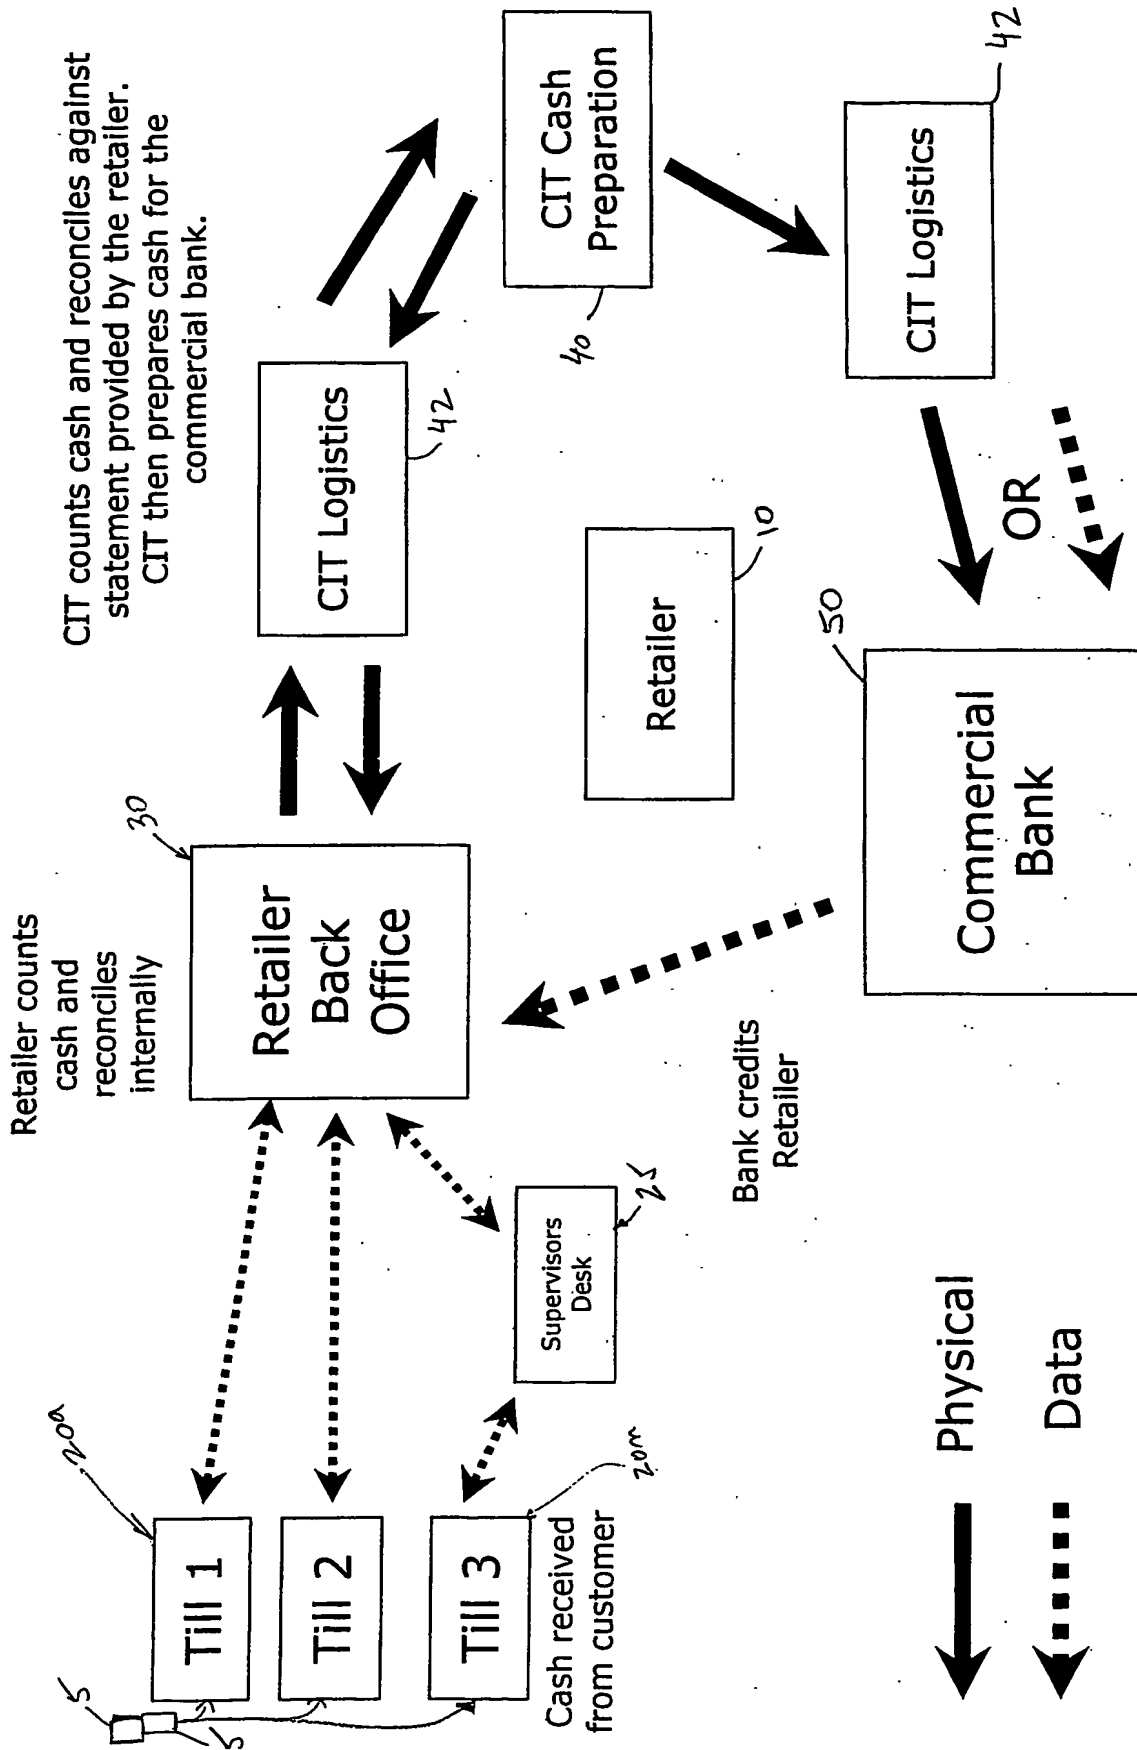 Retailer counts
cash and
reconciles
internally
CIT counts cash and reconciles against
statement provided by the retailer.
CIT then prepares cash for the
commercial bank.
5
5
20a
Till 1
Till 2
Till 3
20n
Cash received
from customer
Supervisors
Desk
25
30
Retailer
Back
Office
CIT Logistics
42
CIT Cash
Preparation
40
Retailer
10
CIT Logistics
42
OR
50
Commercial
Bank
Bank credits
Retailer
Physical
Data